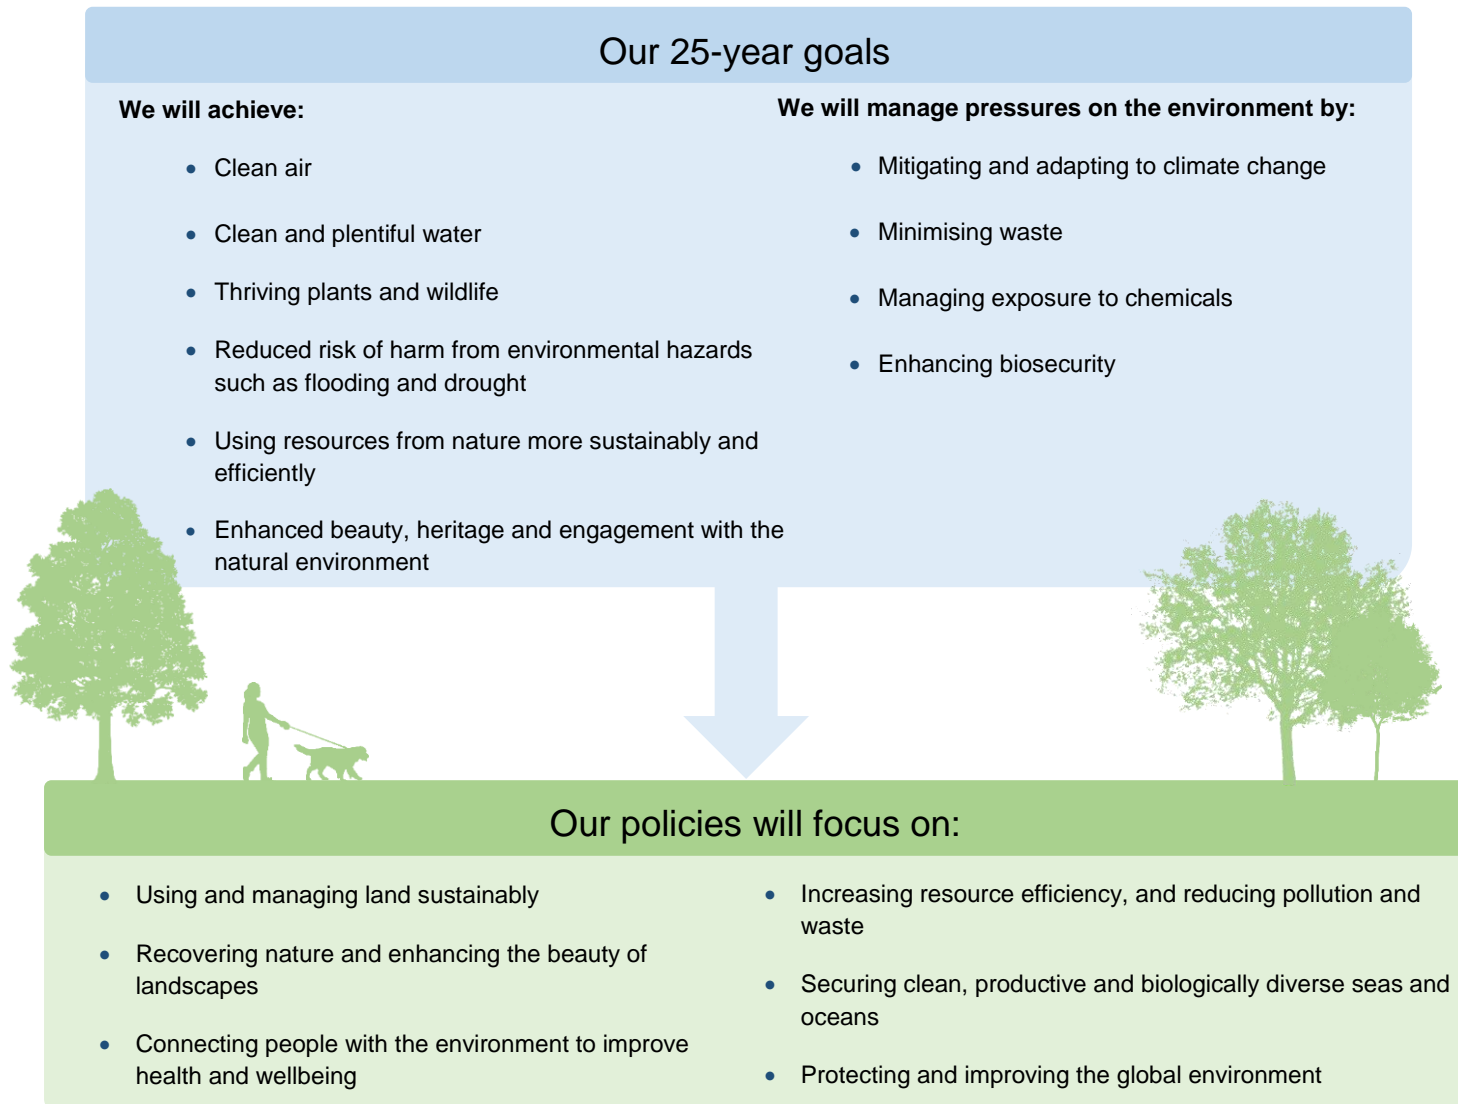 Our 25-year goals
We will achieve:
• Clean air
• Clean and plentiful water
• Thriving plants and wildlife
• Reduced risk of harm from environmental hazards
such as flooding and drought
• Using resources from nature more sustainably and
efficiently
• Enhanced beauty, heritage and engagement with the
natural environment
We will manage pressures on the environment by:
• Mitigating and adapting to climate change
• Minimising waste
• Managing exposure to chemicals
• Enhancing biosecurity
Our policies will focus on:
• Using and managing land sustainably
• Recovering nature and enhancing the beauty of
landscapes
• Connecting people with the environment to improve
health and wellbeing
• Increasing resource efficiency, and reducing pollution and
waste
• Securing clean, productive and biologically diverse seas and
oceans
• Protecting and improving the global environment